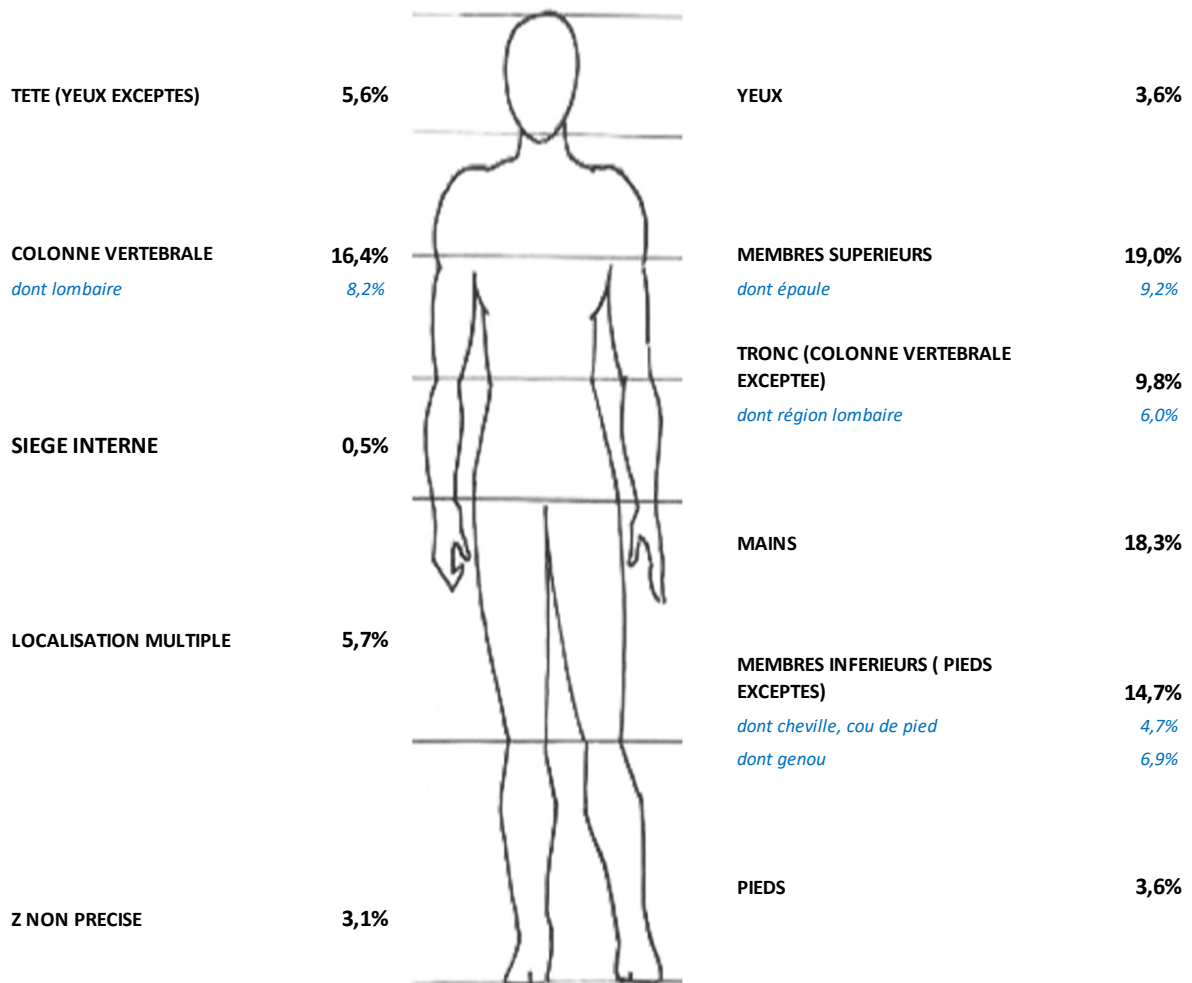 TETE (YEUX EXCEPTES) 5,6%
YEUX 3,6%
COLONNE VERTEBRALE 16,4%
dont lombaire 8,2%
MEMBRES SUPERIEURS 19,0%
dont épaule 9,2%
TRONC (COLONNE VERTEBRALE
EXCEPTEE) 9,8%
dont région lombaire 6,0%
SIEGE INTERNE 0,5%
MAINS 18,3%
LOCALISATION MULTIPLE 5,7%
MEMBRES INFERIEURS ( PIEDS
EXCEPTES) 14,7%
dont cheville, cou de pied 4,7%
dont genou 6,9%
PIEDS 3,6%
Z NON PRECISE 3,1%